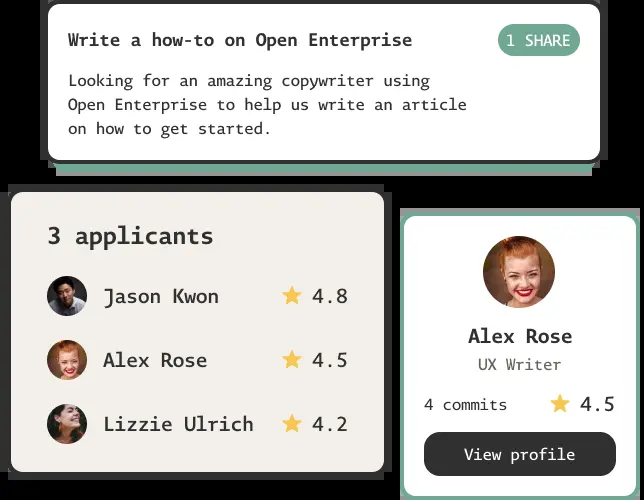 Write a how-to on Open Enterprise
1 SHARE
Looking for an amazing copywriter using
Open Enterprise to help us write an article
on how to get started.
3 applicants
Jason Kwon
4.8
Alex Rose
4.5
Lizzie Ulrich
4.2
Alex Rose
UX Writer
4 commits
4.5
View profile